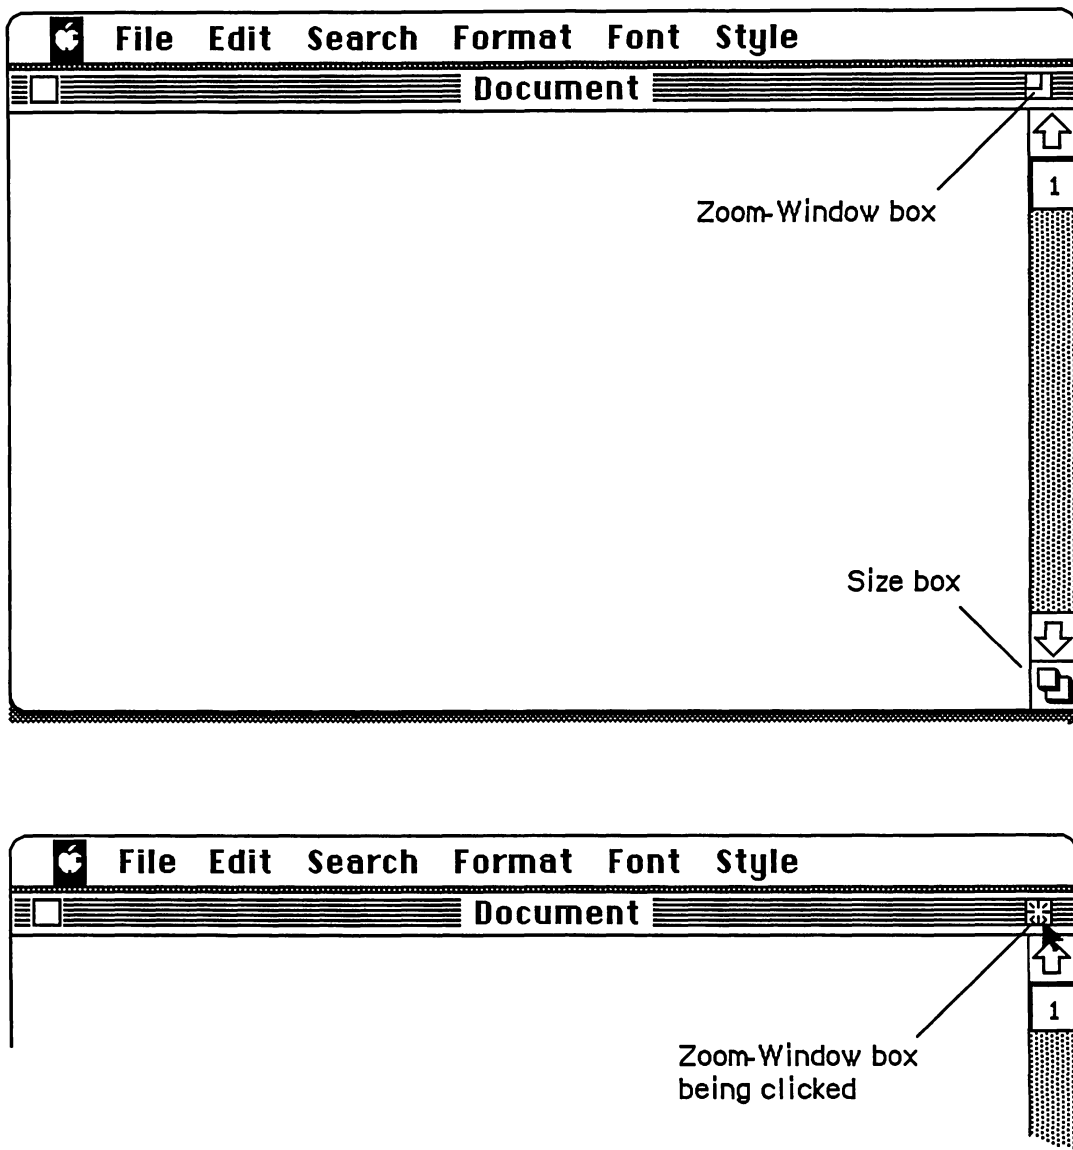 File Edit Search Format Font Style
Document
1
Zoom-Window box
Size box
File Edit Search Format Font Style
Document
1
Zoom-Window box
being clicked